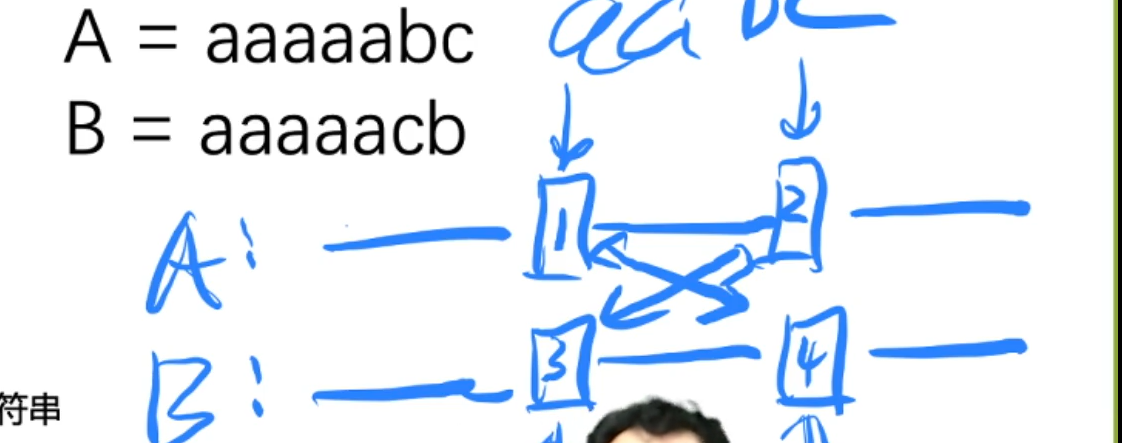 A = aaaaabc
B = aaaaacb
aa bc
A: 1 2
B: 3 4
符串